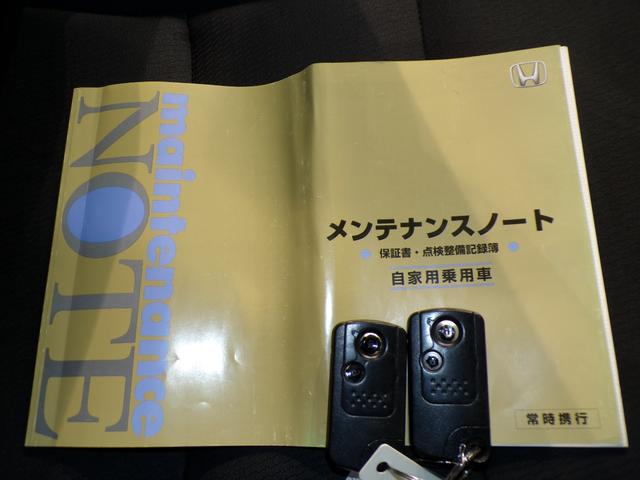 maintenance
NOTE
メンテナンスノート
保証書・点検整備記録簿
自家用乗用車
常時携行